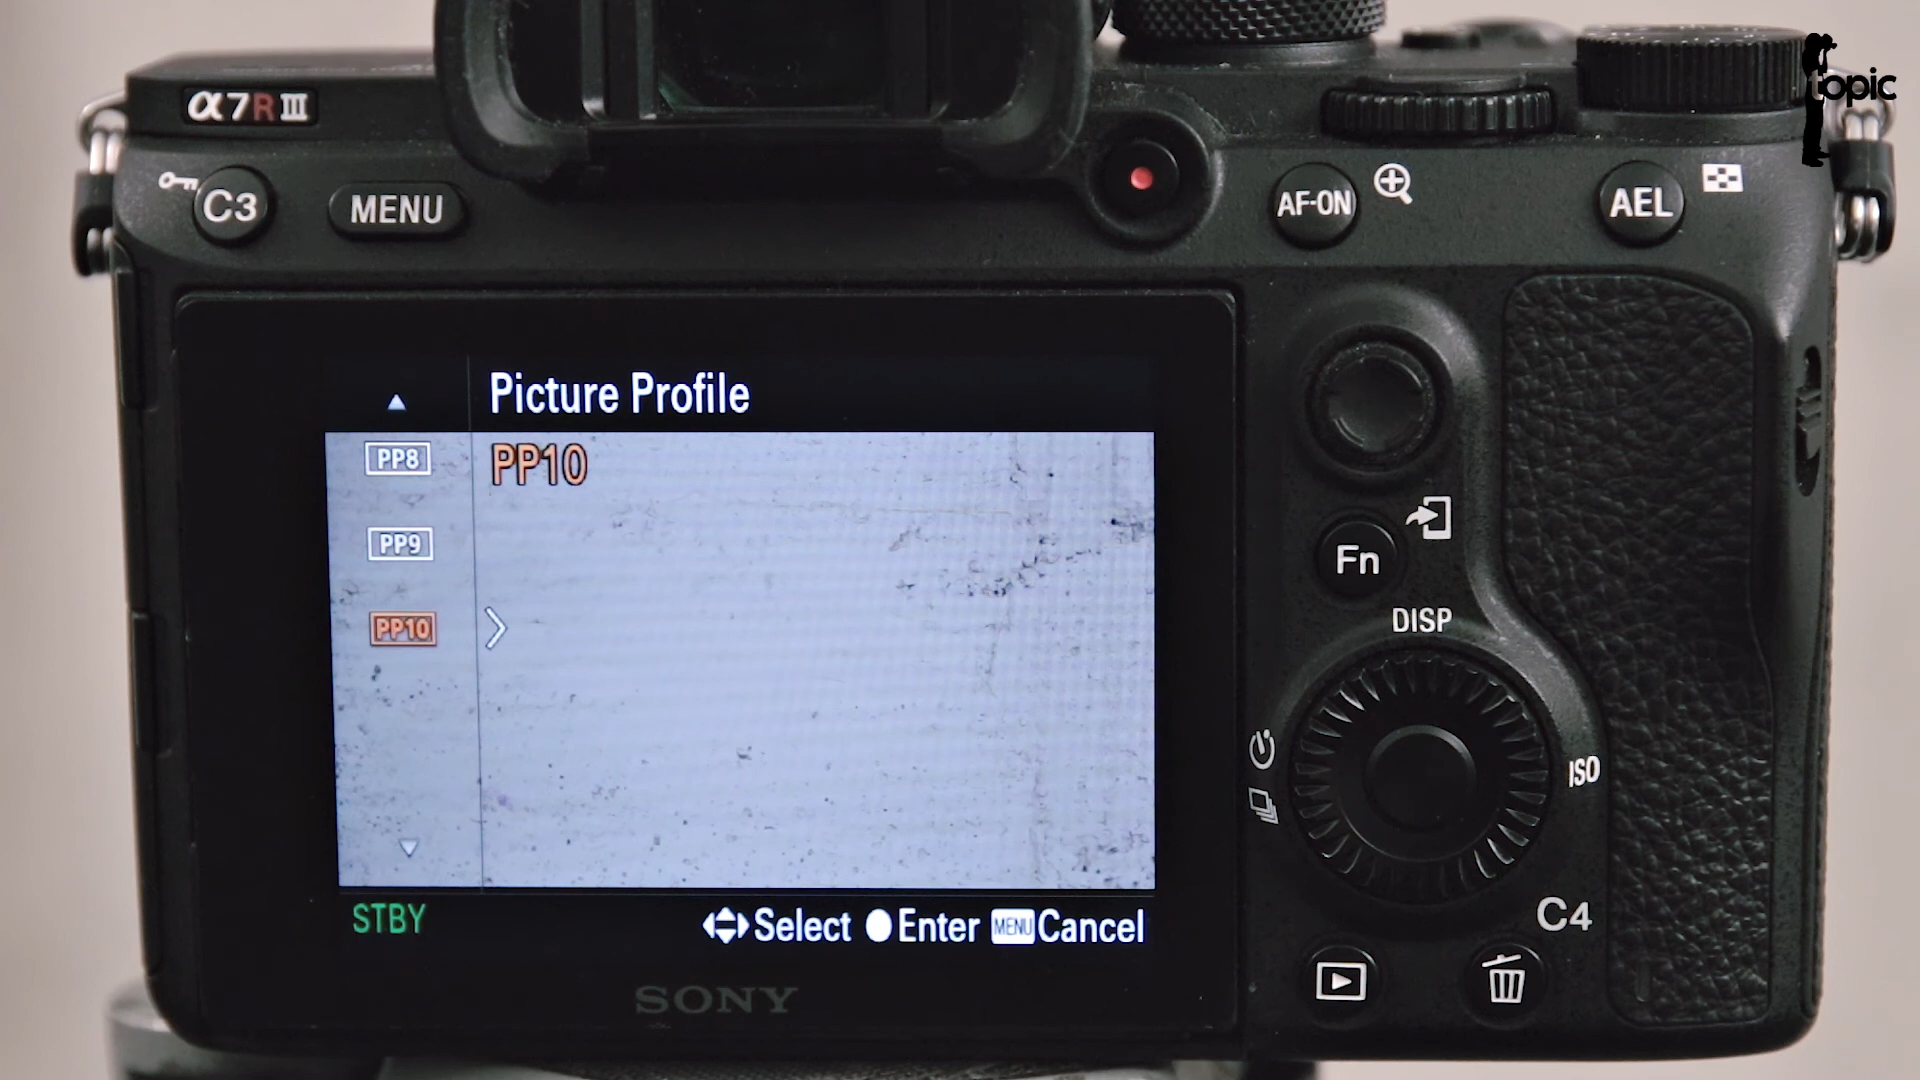 topic
α7RIII
C3
MENU
AF-ON
AEL
Picture Profile
PP8
PP10
PP9
PP10
Fn
DISP
ISO
STBY
Select Enter MENU Cancel
C4
SONY